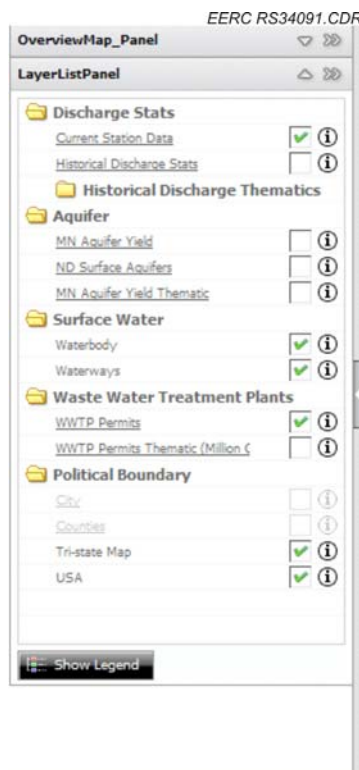 EERC RS34091.CDR
OverviewMap_Panel
LayerListPanel
Discharge Stats
Current Station Data
Historical Discharge Stats
Historical Discharge Thematics
Aquifer
MN Aquifer Yield
ND Surface Aquifers
MN Aquifer Yield Thematic
Surface Water
Waterbody
Waterways
Waste Water Treatment Plants
WWTP Permits
WWTP Permits Thematic (Million G
Political Boundary
City
Counties
Tri-state Map
USA
Show Legend